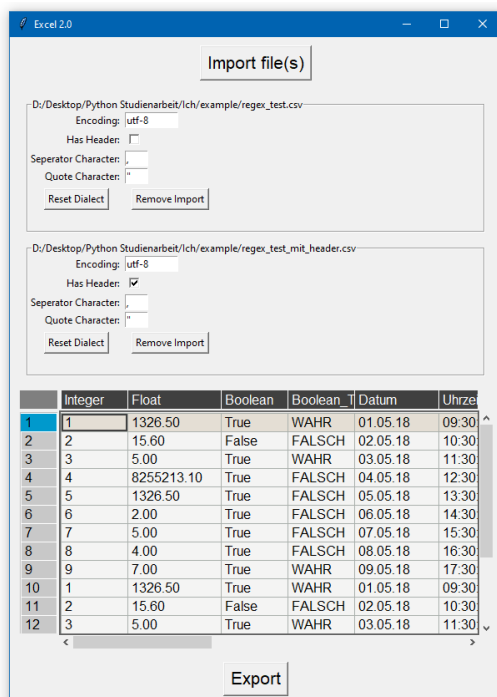 Excel 2.0
Import file(s)
D:/Desktop/Python Studienarbeit/Ich/example/regex_test.csv
Encoding: utf-8
Has Header:
Seperator Character: ,
Quote Character: "
Reset Dialect Remove Import
D:/Desktop/Python Studienarbeit/Ich/example/regex_test_mit_header.csv
Encoding: utf-8
Has Header:
Seperator Character: ,
Quote Character: "
Reset Dialect Remove Import
Integer Float Boolean Boolean_T Datum Uhrze
1 1 1326.50 True WAHR 01.05.18 09:30:
2 2 15.60 False FALSCH 02.05.18 10:30:
3 3 5.00 True WAHR 03.05.18 11:30:
4 4 8255213.10 True FALSCH 04.05.18 12:30:
5 5 1326.50 True FALSCH 05.05.18 13:30:
6 6 2.00 True FALSCH 06.05.18 14:30:
7 7 5.00 True FALSCH 07.05.18 15:30:
8 8 4.00 True FALSCH 08.05.18 16:30:
9 9 7.00 True WAHR 09.05.18 17:30:
10 1 1326.50 True WAHR 01.05.18 09:30:
11 2 15.60 False FALSCH 02.05.18 10:30:
12 3 5.00 True WAHR 03.05.18 11:30:
Export